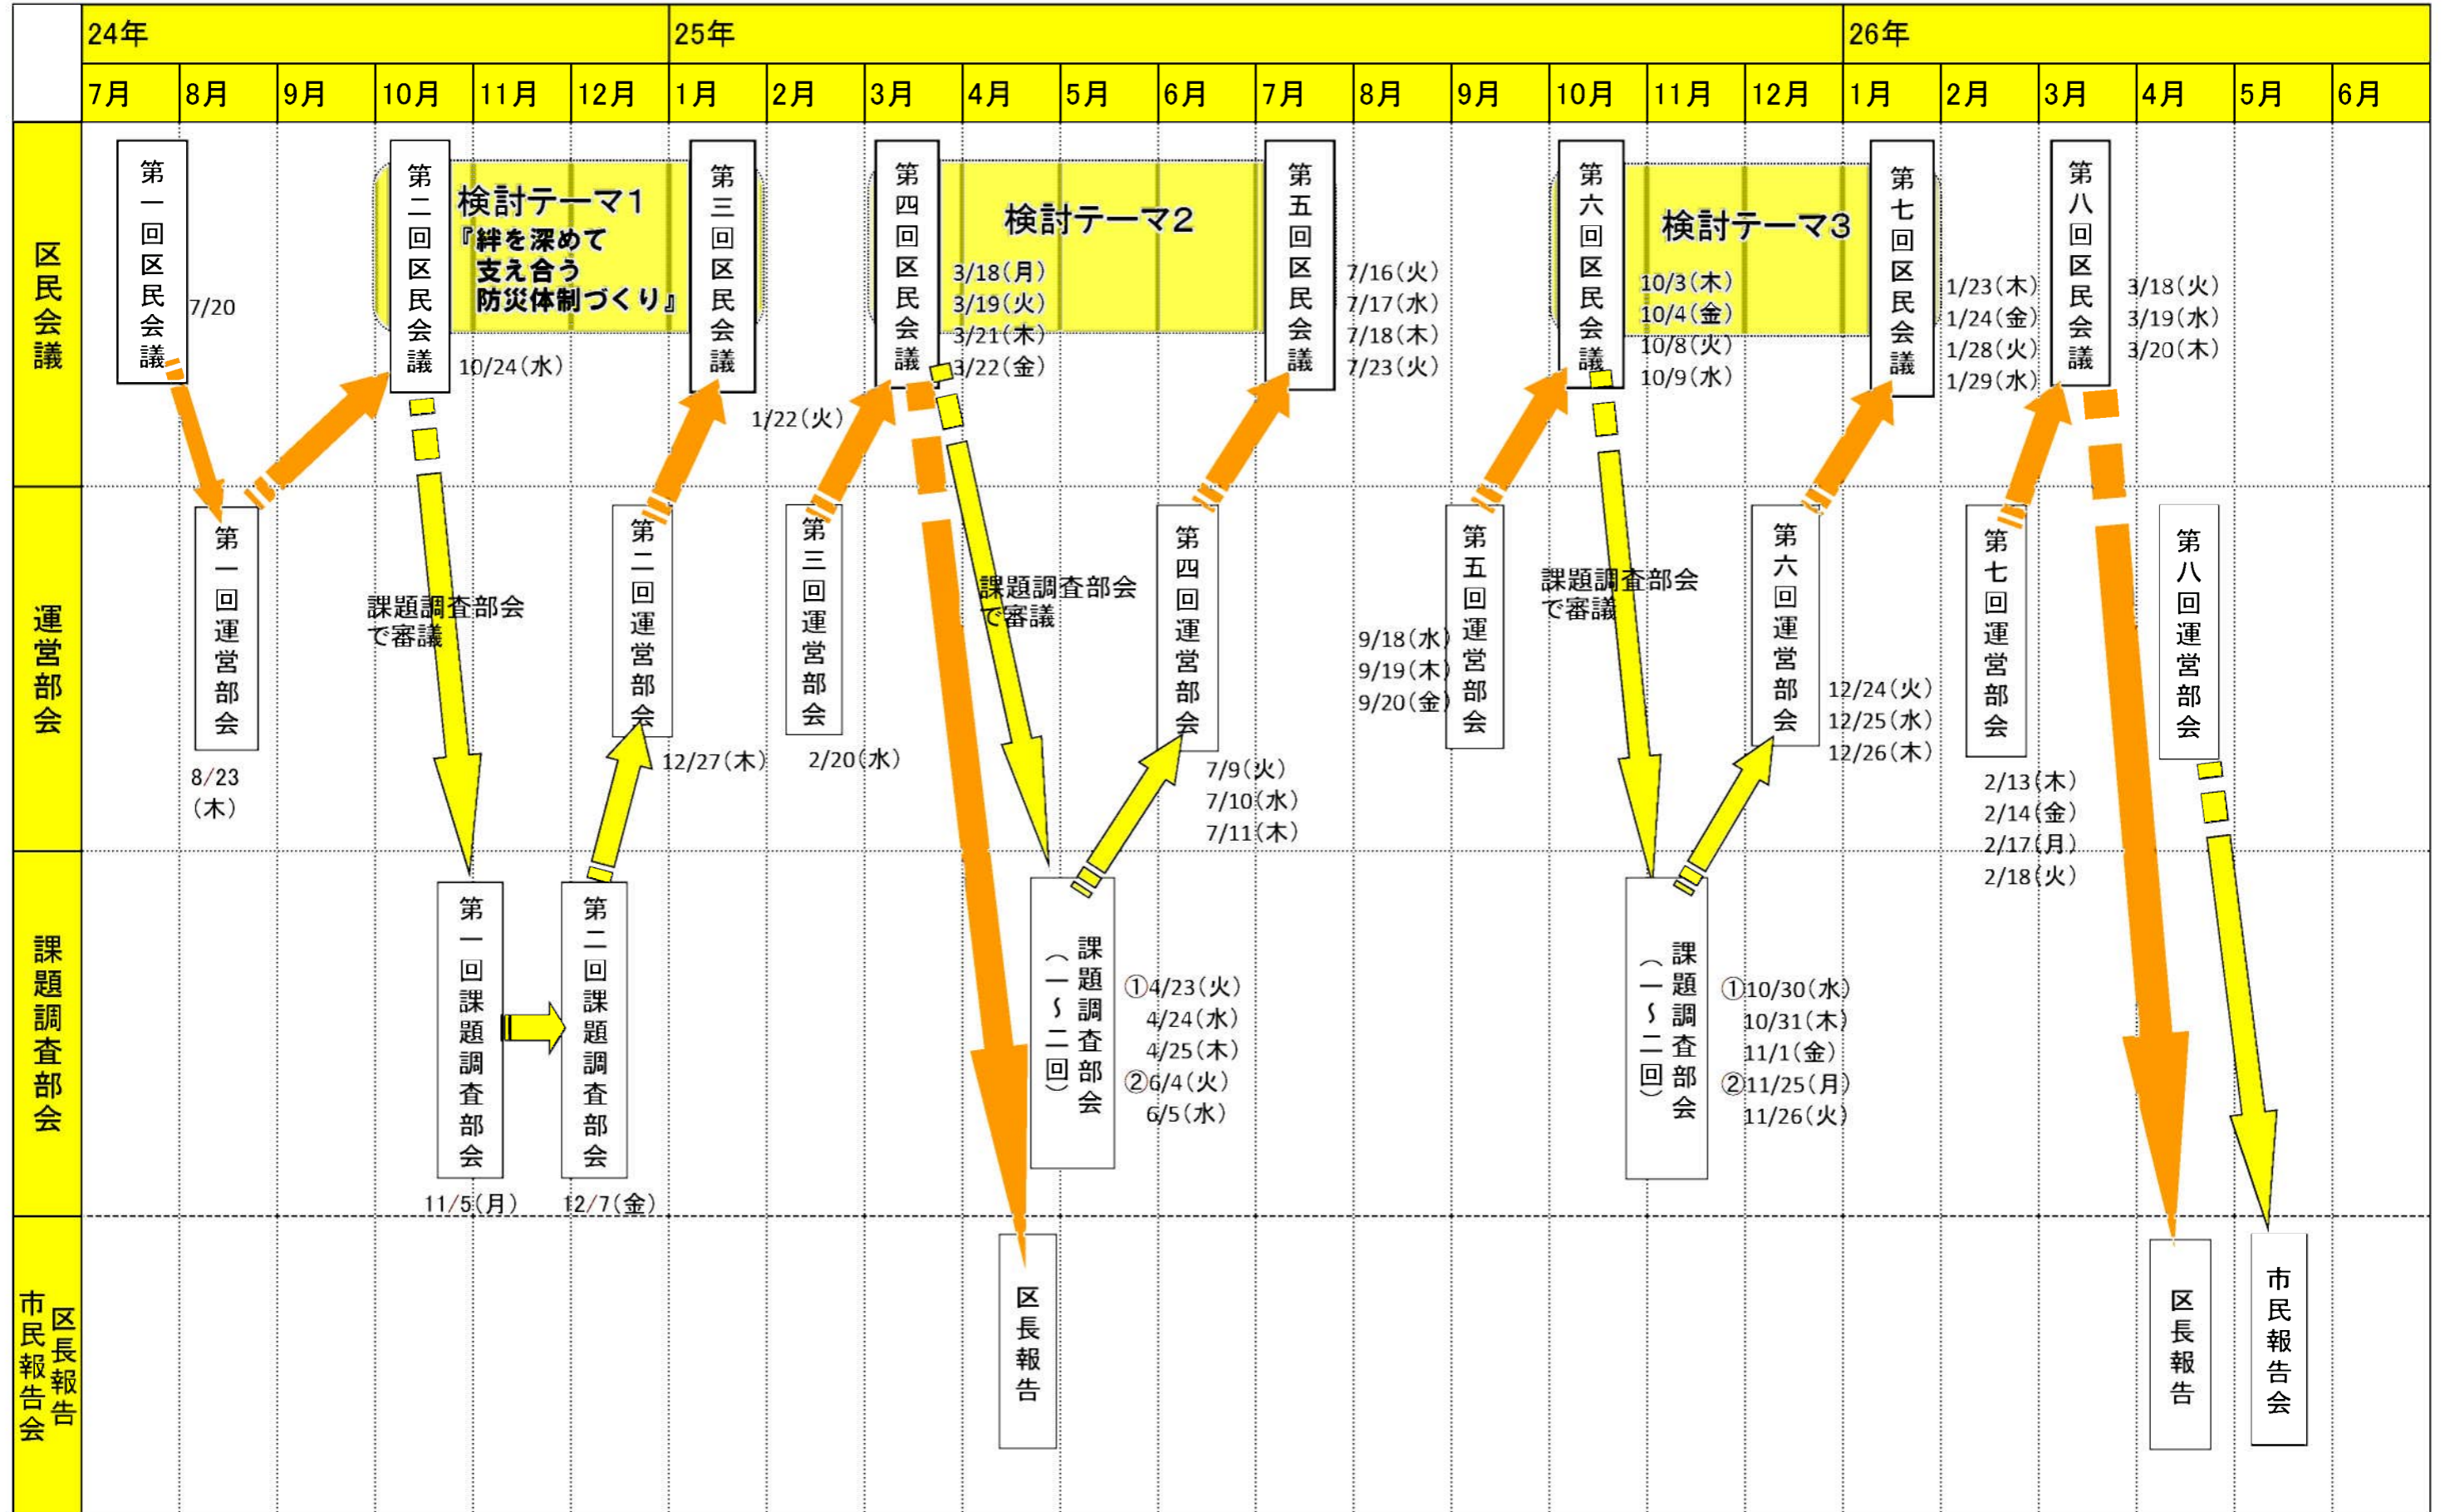 24年
25年
26年
7月
8月
9月
10月
11月
12月
1月
2月
3月
4月
5月
6月
7月
8月
9月
10月
11月
12月
1月
2月
3月
4月
5月
6月
区民会議
第一回区民会議
7/20
第二回区民会議
10/24(水)
検討テーマ1
『絆を深めて
支え合う
防災体制づくり』
第三回区民会議
1/22(火)
第四回区民会議
検討テーマ2
3/18(月)
3/19(火)
3/21(木)
3/22(金)
第五回区民会議
7/16(火)
7/17(水)
7/18(木)
7/23(火)
第六回区民会議
検討テーマ3
10/3(木)
10/4(金)
10/8(火)
10/9(水)
第七回区民会議
1/23(木)
1/24(金)
1/28(火)
1/29(水)
第八回区民会議
3/18(火)
3/19(水)
3/20(木)
運営部会
第一回運営部会
8/23
(木)
課題調査部会
で審議
第二回運営部会
12/27(木)
第三回運営部会
2/20(水)
課題調査部会
で審議
第四回運営部会
7/9(火)
7/10(水)
7/11(木)
9/18(水)
9/19(木)
9/20(金)
第五回運営部会
課題調査部会
で審議
第六回運営部会
12/24(火)
12/25(水)
12/26(木)
第七回運営部会
2/13(木)
2/14(金)
2/17(月)
2/18(火)
第八回運営部会
課題調査部会
第一回課題調査部会
11/5(月)
第二回課題調査部会
12/7(金)
課題調査部会
(一~二回)
①4/23(火)
4/24(水)
4/25(木)
②6/4(火)
6/5(水)
課題調査部会
(一~二回)
①10/30(水)
10/31(木)
11/1(金)
②11/25(月)
11/26(火)
区長報告
市民報告会
区長報告
区長報告
市民報告会